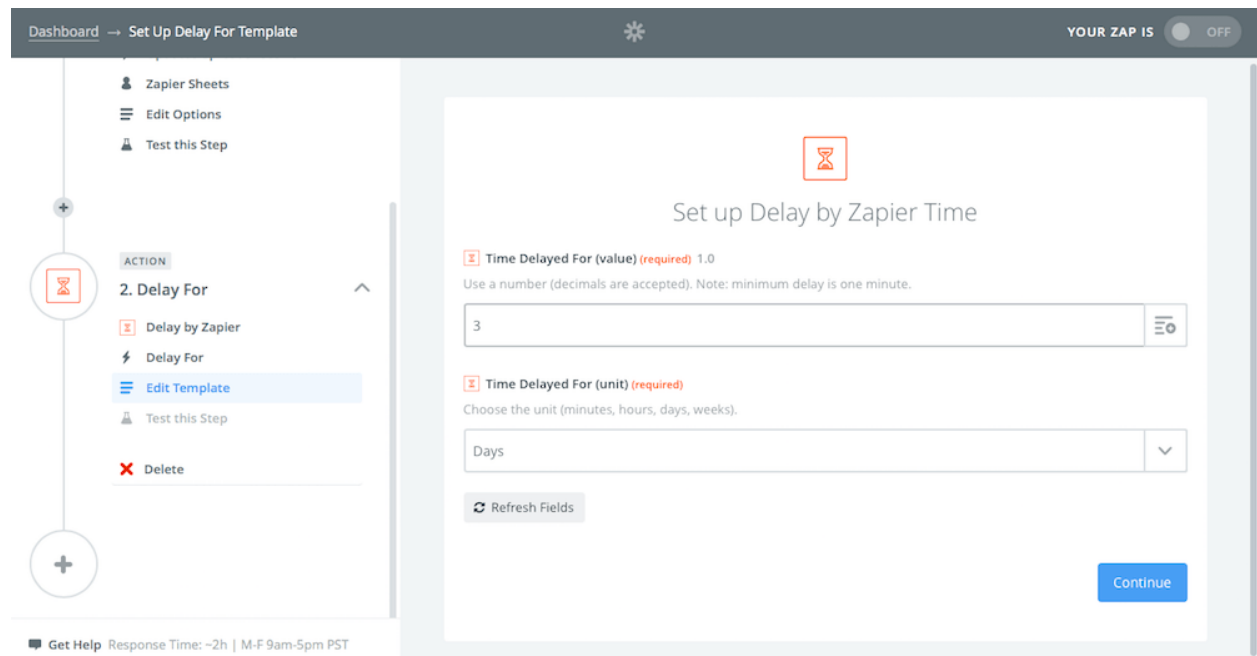 Dashboard → Set Up Delay For Template
YOUR ZAP IS OFF
Zapier Sheets
Edit Options
Test this Step
ACTION
2. Delay For
Delay by Zapier
Delay For
Edit Template
Test this Step
Delete
Get Help Response Time: ~2h | M-F 9am-5pm PST
Set up Delay by Zapier Time
Time Delayed For (value) (required) 1.0
Use a number (decimals are accepted). Note: minimum delay is one minute.
3
Time Delayed For (unit) (required)
Choose the unit (minutes, hours, days, weeks).
Days
Refresh Fields
Continue